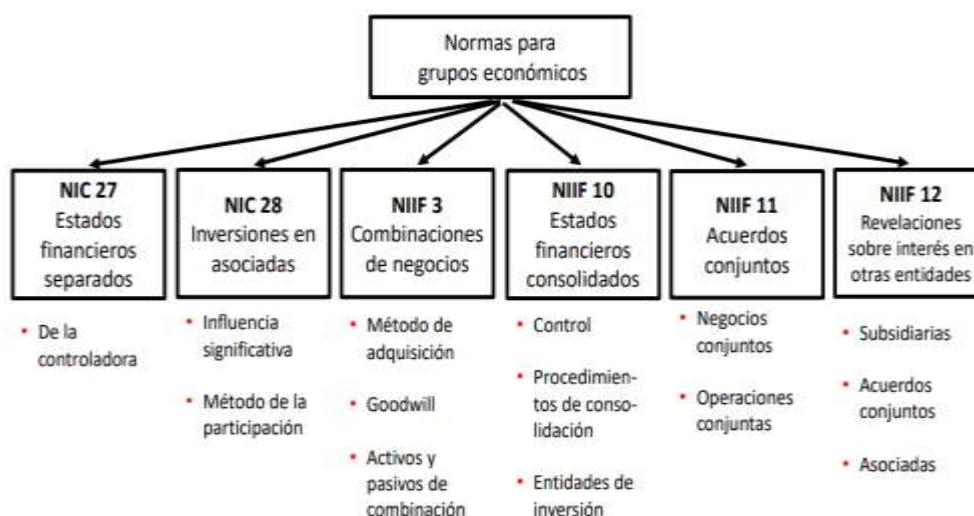 Normas para
grupos económicos
NIC 27
Estados
financieros
separados
• De la
controladora
NIC 28
Inversiones en
asociadas
• Influencia
significativa
• Método de la
participación
NIIF 3
Combinaciones
de negocios
• Método de
adquisición
• Goodwill
• Activos y
pasivos de
combinación
NIIF 10
Estados
financieros
consolidados
• Control
• Procedimien-
tos de conso-
lidación
• Entidades de
inversión
NIIF 11
Acuerdos
conjuntos
• Negocios
conjuntos
• Operaciones
conjuntas
NIIF 12
Revelaciones
sobre interés en
otras entidades
• Subsidiarias
• Acuerdos
conjuntos
• Asociadas